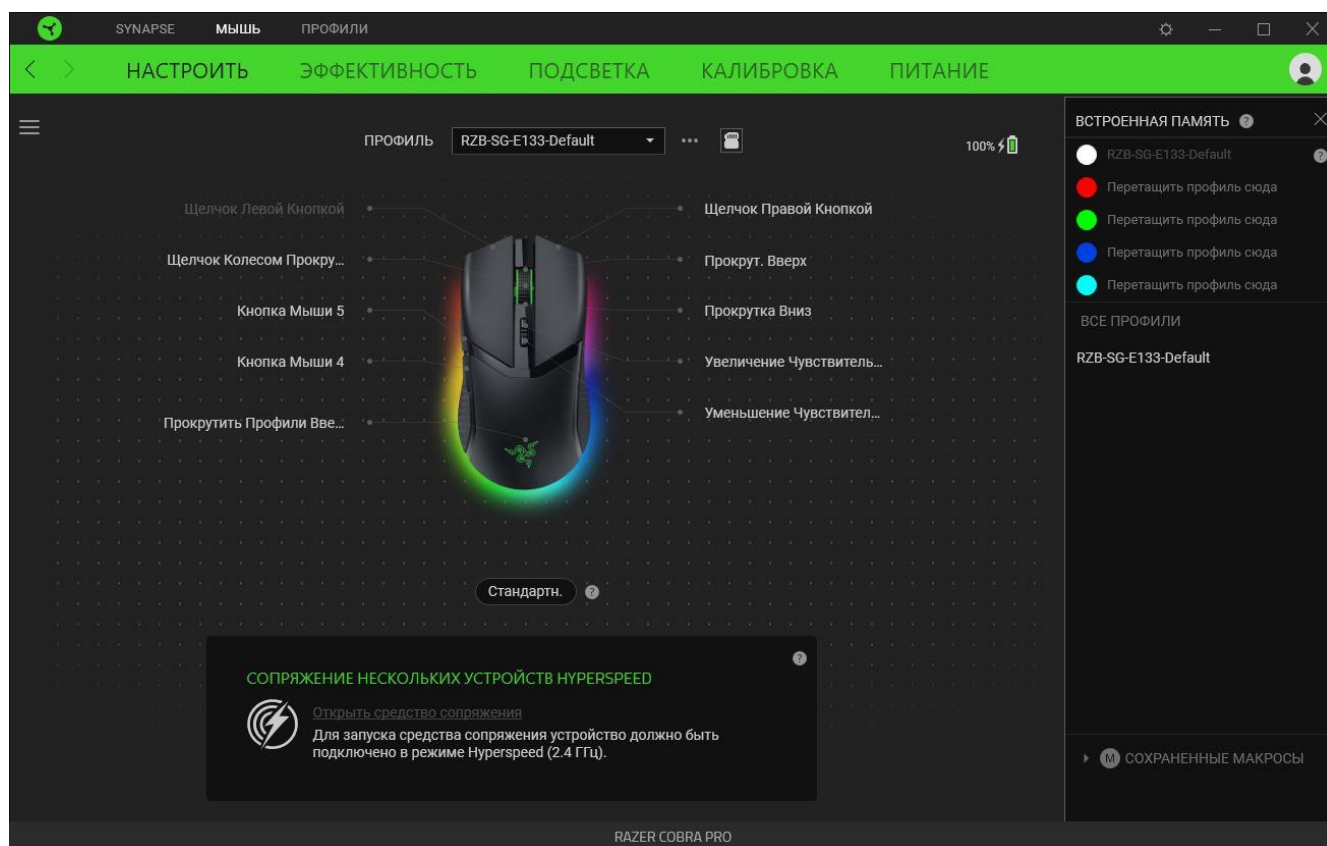 SYNAPSE МЫШЬ ПРОФИЛИ
НАСТРОИТЬ ЭФФЕКТИВНОСТЬ ПОДСВЕТКА КАЛИБРОВКА ПИТАНИЕ
ПРОФИЛЬ RZB-SG-E133-Default
100%
Щелчок Левой Кнопкой
Щелчок Колесом Прокру...
Кнопка Мыши 5
Кнопка Мыши 4
Прокрутить Профили Вве...
Щелчок Правой Кнопкой
Прокрут. Вверх
Прокрутка Вниз
Увеличение Чувствитель...
Уменьшение Чувствител...
Стандартн. ?
?
СОПРЯЖЕНИЕ НЕСКОЛЬКИХ УСТРОЙСТВ HYPERSPEED
Открыть средство сопряжения
Для запуска средства сопряжения устройство должно быть
подключено в режиме Hyperspeed (2.4 ГГц).
ВСТРОЕННАЯ ПАМЯТЬ ?
RZB-SG-E133-Default ?
Перетащить профиль сюда
Перетащить профиль сюда
Перетащить профиль сюда
Перетащить профиль сюда
ВСЕ ПРОФИЛИ
RZB-SG-E133-Default
M СОХРАНЕННЫЕ МАКРОСЫ
RAZER COBRA PRO